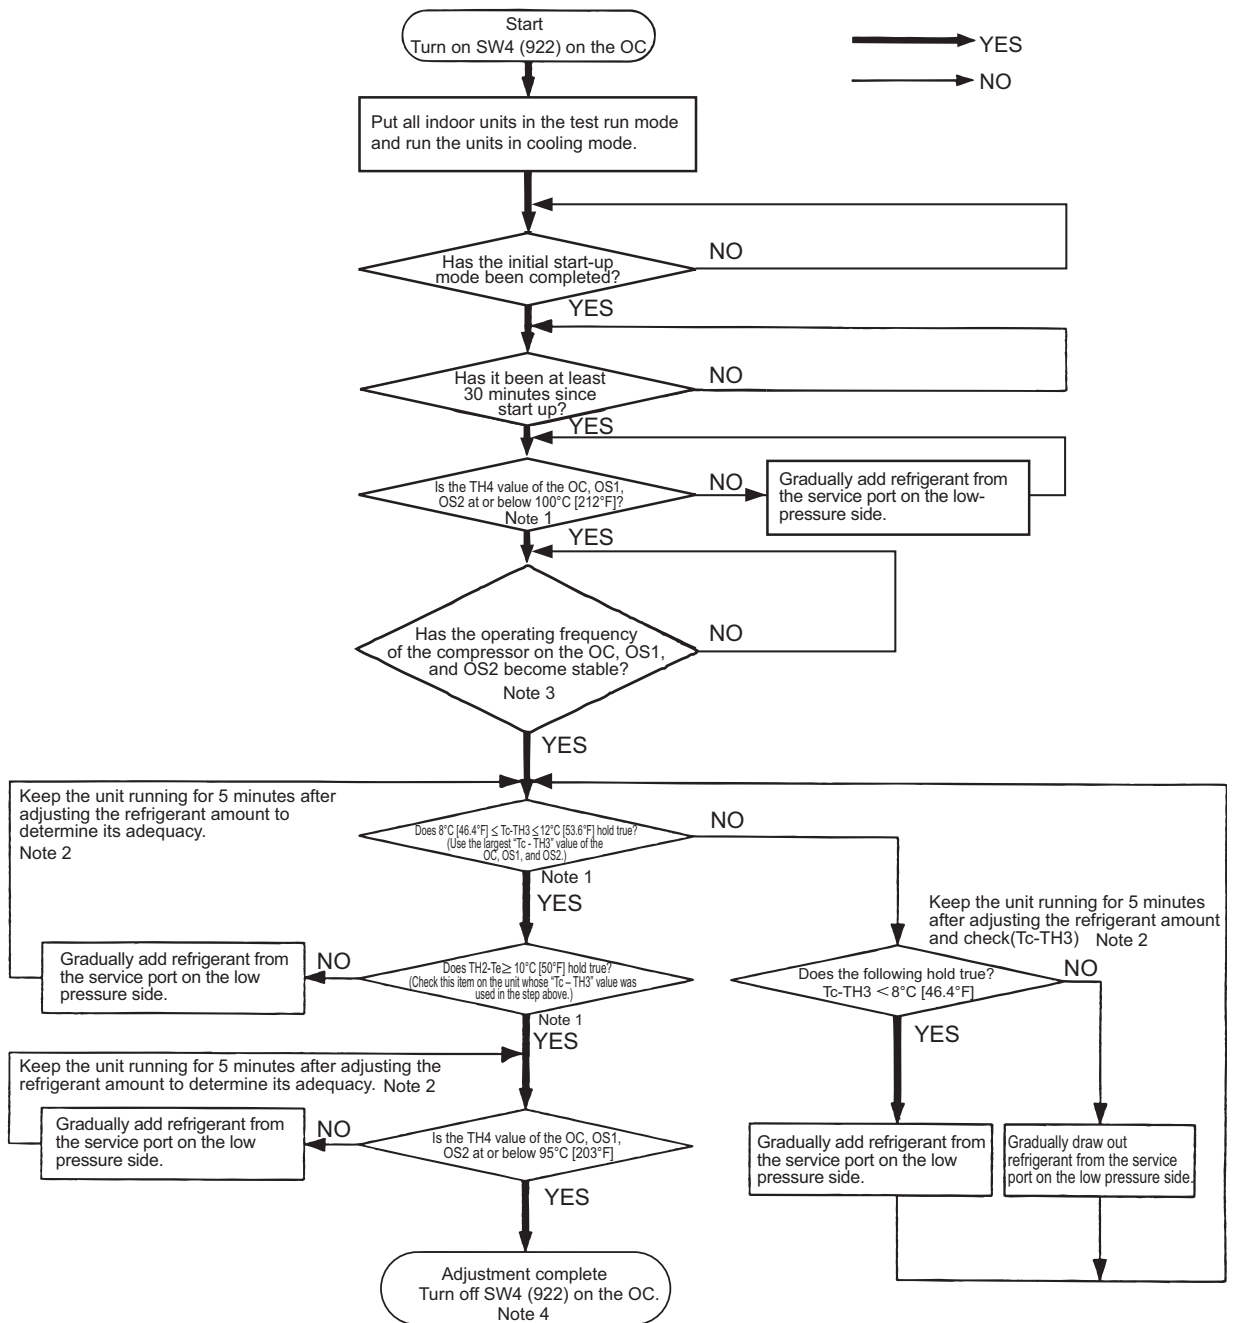 Start
Turn on SW4 (922) on the OC.
YES
NO
Put all indoor units in the test run mode
and run the units in cooling mode.
Has the initial start-up
mode been completed?
NO
YES
Has it been at least
30 minutes since
start up?
NO
YES
Is the TH4 value of the OC, OS1,
OS2 at or below 100°C [212°F]?
Note 1
NO
Gradually add refrigerant from
the service port on the low-
pressure side.
YES
Has the operating frequency
of the compressor on the OC, OS1,
and OS2 become stable?
Note 3
NO
YES
Keep the unit running for 5 minutes after
adjusting the refrigerant amount to
determine its adequacy.
Note 2
Does 8°C [46.4°F] ≤ Tc-TH3 ≤ 12°C [53.6°F] hold true?
(Use the largest “Tc - TH3” value of the
OC, OS1, and OS2.)
Note 1
NO
YES
Keep the unit running for 5 minutes
after adjusting the refrigerant amount
and check(Tc-TH3) Note 2
Gradually add refrigerant from
the service port on the low
pressure side.
NO
Does TH2-Te≥ 10°C [50°F] hold true?
(Check this item on the unit whose “Tc – TH3” value was
used in the step above.)
Note 1
YES
Does the following hold true?
Tc-TH3 < 8°C [46.4°F]
NO
YES
Keep the unit running for 5 minutes after adjusting the
refrigerant amount to determine its adequacy. Note 2
Gradually add refrigerant from
the service port on the low
pressure side.
NO
Is the TH4 value of the OC, OS1,
OS2 at or below 95°C [203°F]
YES
Gradually add refrigerant from
the service port on the low
pressure side.
Gradually draw out
refrigerant from the service
port on the low pressure side.
Adjustment complete
Turn off SW4 (922) on the OC.
Note 4